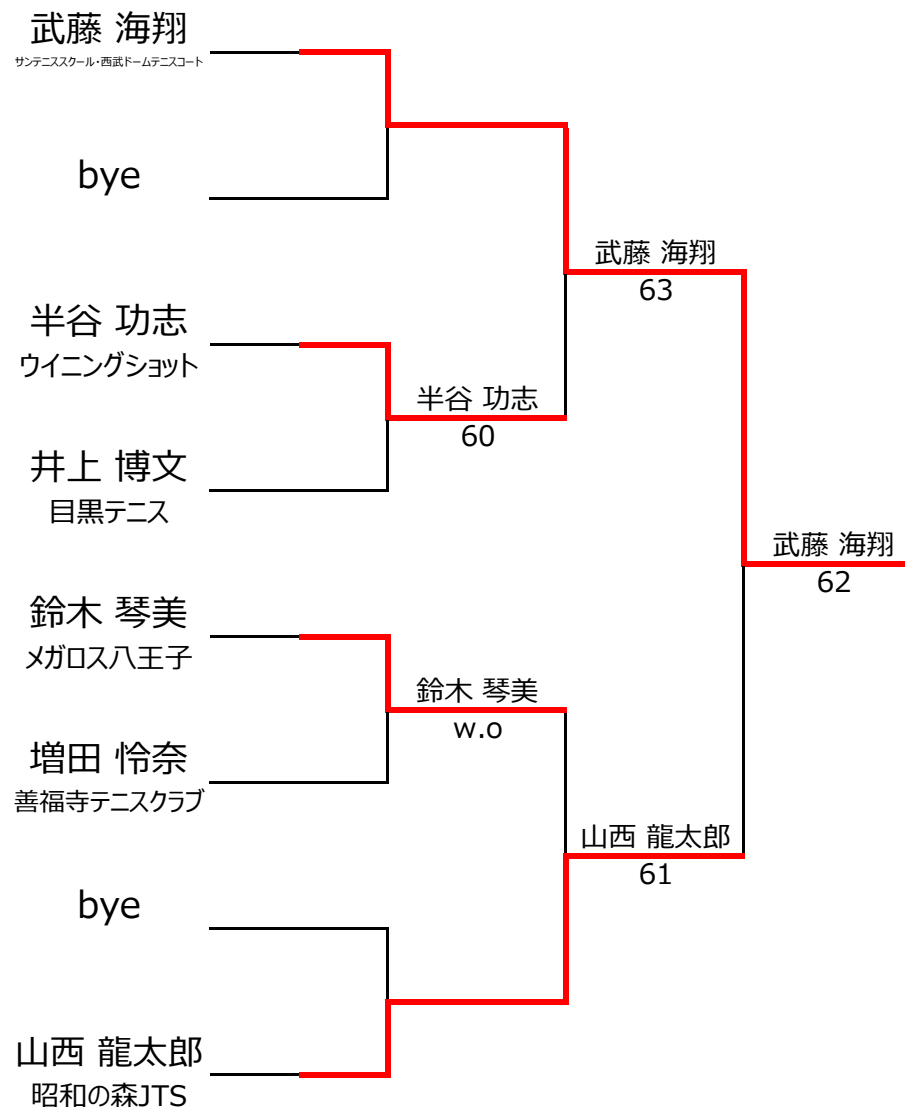 武藤 海翔
サンテニススクール・西武ドームテニスコート
bye
武藤 海翔
63
半谷 功志
ウイニングショット
半谷 功志
60
井上 博文
目黒テニス
武藤 海翔
62
鈴木 琴美
メガロス八王子
鈴木 琴美
w.o
増田 怜奈
善福寺テニスクラブ
山西 龍太郎
61
bye
山西 龍太郎
昭和の森JTS